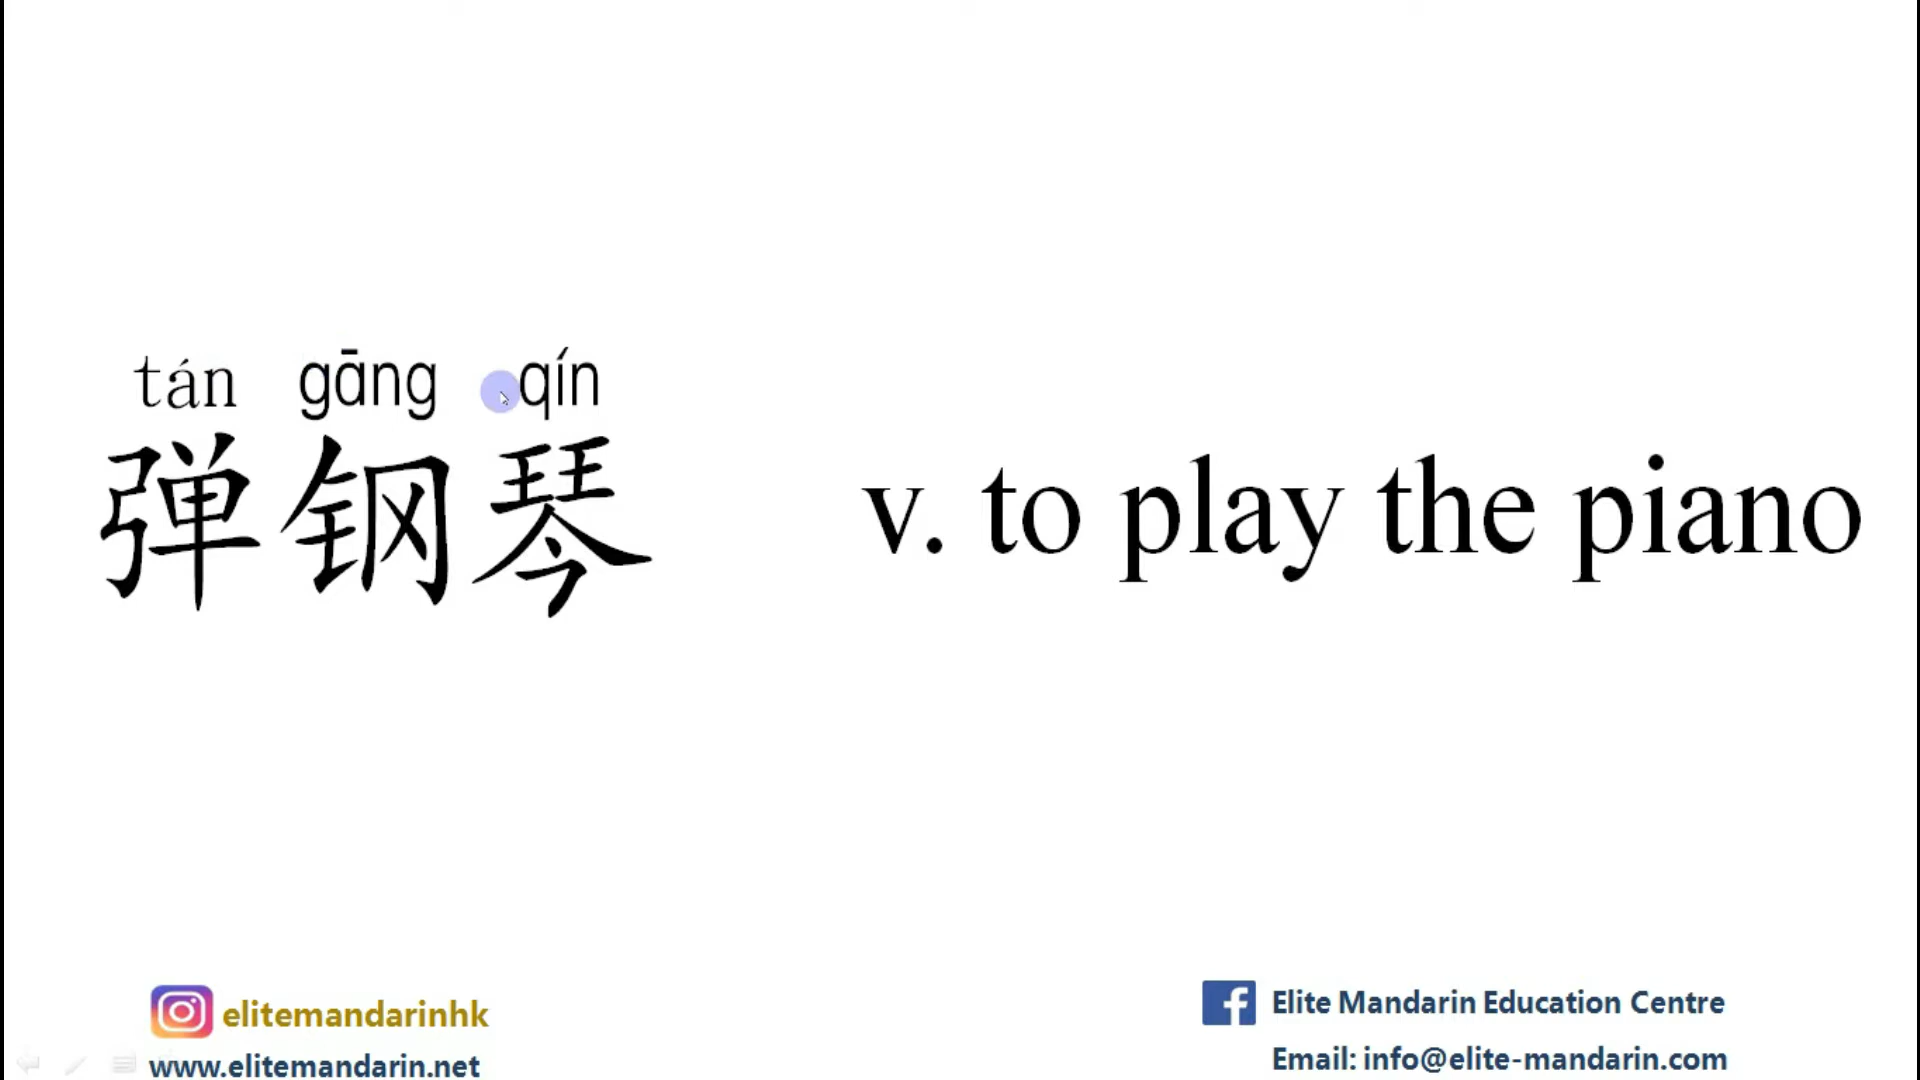 tán gāng qín
弹钢琴
v. to play the piano
elitemandarinhk
www.elitemandarin.net
Elite Mandarin Education Centre
Email: info@elite-mandarin.com